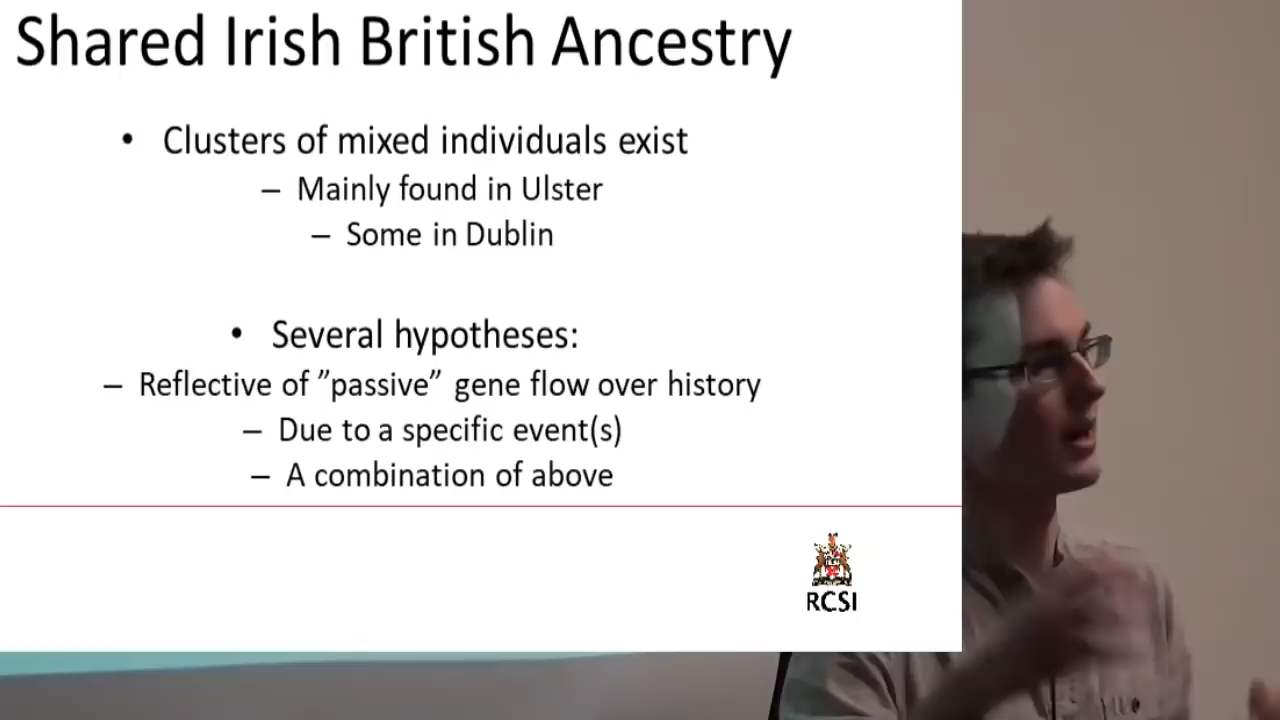 Shared Irish British Ancestry
• Clusters of mixed individuals exist
– Mainly found in Ulster
– Some in Dublin
• Several hypotheses:
– Reflective of ”passive” gene flow over history
– Due to a specific event(s)
– A combination of above
RCSI